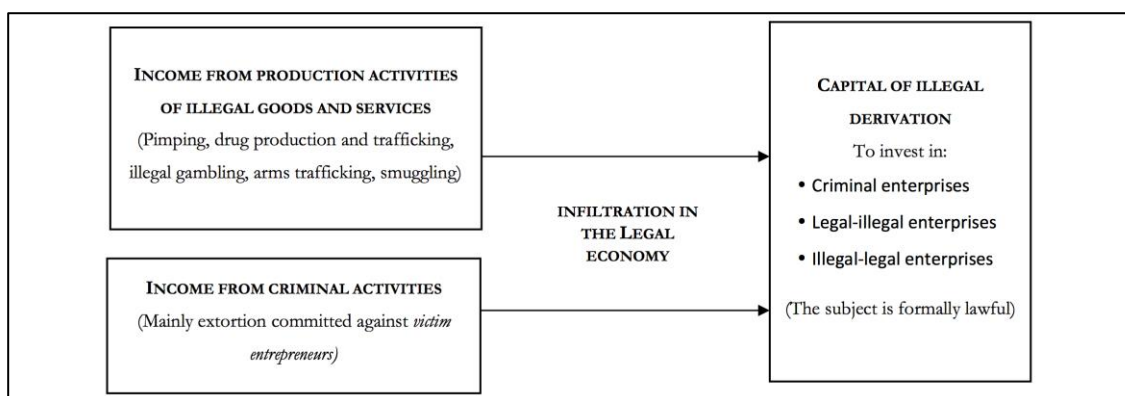 INCOME FROM PRODUCTION ACTIVITIES
OF ILLEGAL GOODS AND SERVICES
(Pimping, drug production and trafficking,
illegal gambling, arms trafficking, smuggling)
INCOME FROM CRIMINAL ACTIVITIES
(Mainly extortion committed against victim
entrepreneurs)
INFILTRATION IN
THE LEGAL
ECONOMY
CAPITAL OF ILLEGAL
DERIVATION
To invest in:
• Criminal enterprises
• Legal-illegal enterprises
• Illegal-legal enterprises
(The subject is formally lawful)